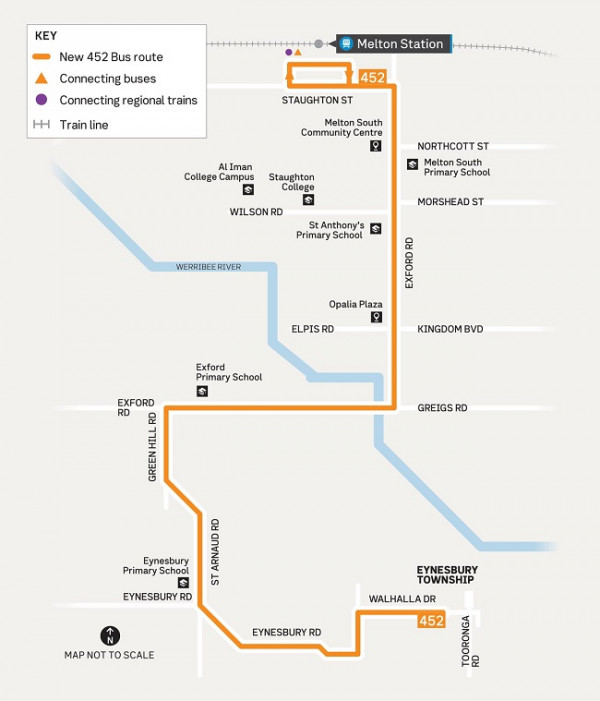 KEY
New 452 Bus route
Connecting buses
Connecting regional trains
Train line
Melton Station
452
STAUGHTON ST
Melton South
Community Centre
NORTHCOTT ST
Melton South
Primary School
Al Iman
College Campus
Staughton
College
MORSHEAD ST
WILSON RD
St Anthony's
Primary School
EXFORD RD
WERRIBEE RIVER
Opalia Plaza
ELPIS RD
KINGDOM BVD
Exford
Primary School
EXFORD
RD
GREIGS RD
GREEN HILL RD
ST ARNAUD RD
Eynesbury
Primary School
EYNESBURY RD
EYNESBURY
TOWNSHIP
WALHALLA DR
452
EYNESBURY RD
TOORONGA
RD
N
MAP NOT TO SCALE